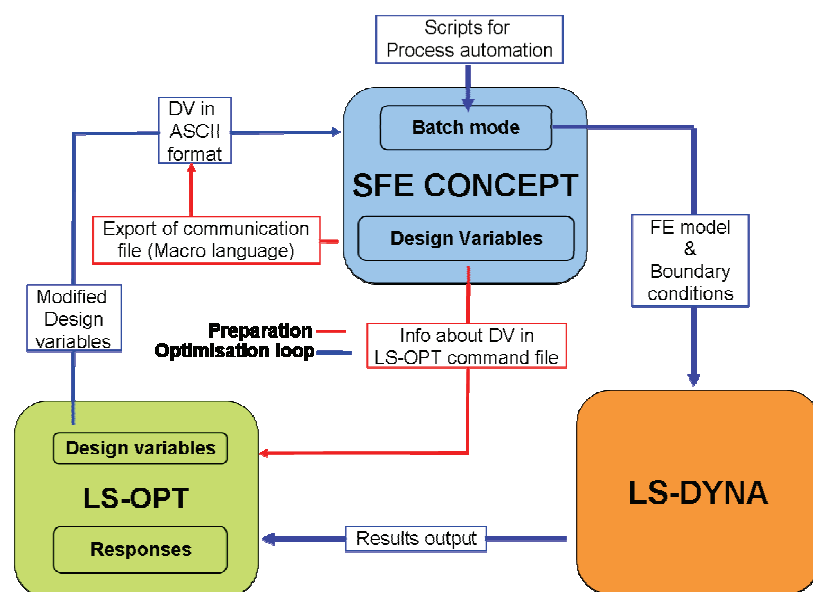 Scripts for
Process automation
DV in
ASCII
format
Batch mode
SFE CONCEPT
Design Variables
Export of communication
file (Macro language)
FE model
&
Boundary
conditions
Modified
Design
variables
Preparation
Optimisation loop
Info about DV in
LS-OPT command file
Design variables
LS-OPT
Responses
LS-DYNA
Results output